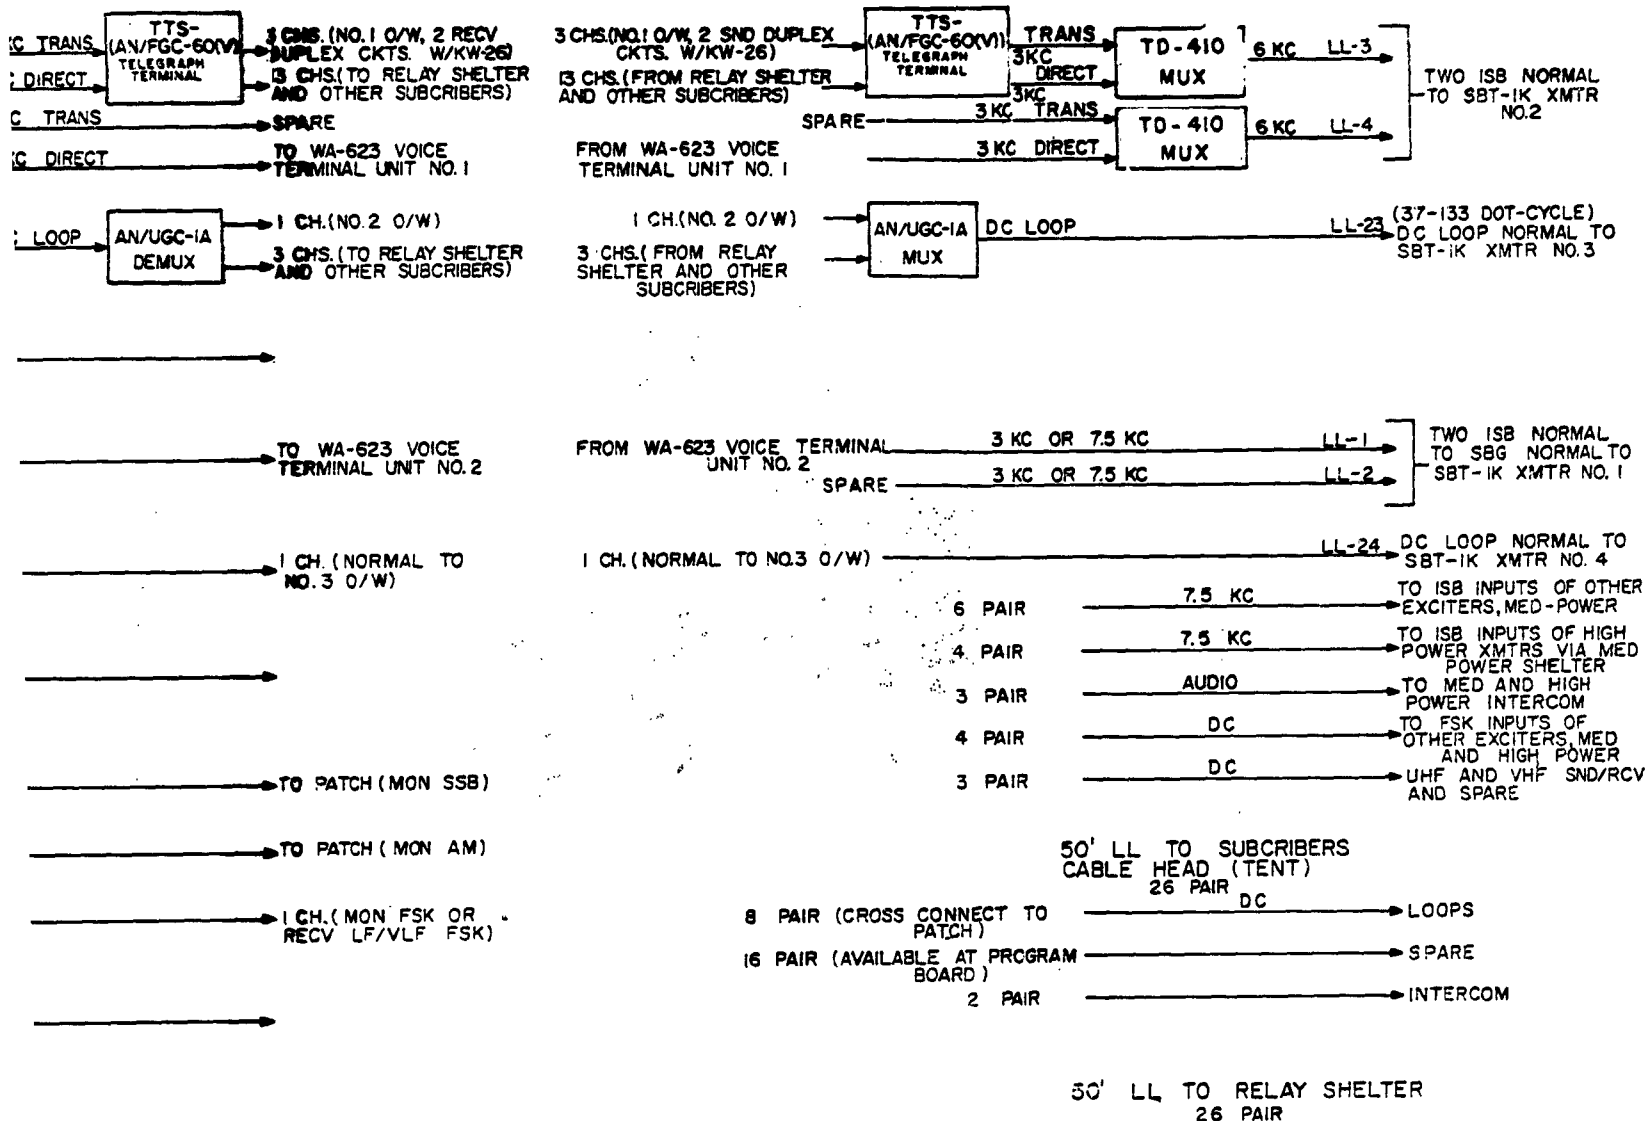 TTS-
(AN/FGC-60(V))
TELEGRAPH
TERMINAL
C TRANS
C DIRECT
3 CHS. (NO. 1 O/W, 2 RECV
DUPLEX CKTS. W/KW-26)
13 CHS. (TO RELAY SHELTER
AND OTHER SUBCRIBERS)
C TRANS
SPARE
C DIRECT
TO WA-623 VOICE
TERMINAL UNIT NO. 1
LOOP
AN/UGC-1A
DEMUX
1 CH. (NO. 2 O/W)
3 CHS. (TO RELAY SHELTER
AND OTHER SUBCRIBERS)
TO WA-623 VOICE
TERMINAL UNIT NO. 2
1 CH. (NORMAL TO
NO. 3 O/W)
TO PATCH (MON SSB)
TO PATCH (MON AM)
1 CH. (MON FSK OR
RECV LF/VLF FSK)
3 CHS. (NO. 1 O/W, 2 SND DUPLEX
CKTS. W/KW-26)
13 CHS. (FROM RELAY SHELTER
AND OTHER SUBCRIBERS)
TTS-
(AN/FGC-60(V))
TELEGRAPH
TERMINAL
TRANS
3KC
DIRECT
3KC
TD-410
MUX
6 KC LL-3
SPARE
3 KC TRANS
FROM WA-623 VOICE
TERMINAL UNIT NO. 1
3 KC DIRECT
TD-410
MUX
6 KC LL-4
TWO ISB NORMAL
TO SBT-1K XMTR
NO. 2
1 CH. (NO. 2 O/W)
3 CHS. (FROM RELAY
SHELTER AND OTHER
SUBCRIBERS)
AN/UGC-1A
MUX
DC LOOP
LL-23
(37-133 DOT-CYCLE)
DC LOOP NORMAL TO
SBT-1K XMTR NO. 3
FROM WA-623 VOICE TERMINAL
UNIT NO. 2
3 KC OR 7.5 KC LL-1
SPARE
3 KC OR 7.5 KC LL-2
TWO ISB NORMAL
TO SBG NORMAL TO
SBT-1K XMTR NO. 1
1 CH. (NORMAL TO NO.3 O/W)
LL-24
DC LOOP NORMAL TO
SBT-1K XMTR NO. 4
6 PAIR
7.5 KC
TO ISB INPUTS OF OTHER
EXCITERS, MED-POWER
4 PAIR
7.5 KC
TO ISB INPUTS OF HIGH
POWER XMTRS VIA MED
POWER SHELTER
3 PAIR
AUDIO
TO MED AND HIGH
POWER INTERCOM
4 PAIR
DC
TO FSK INPUTS OF
OTHER EXCITERS, MED
AND HIGH POWER
3 PAIR
DC
UHF AND VHF SND/RCV
AND SPARE
50' LL TO SUBCRIBERS
CABLE HEAD (TENT)
26 PAIR
8 PAIR (CROSS CONNECT TO
PATCH)
DC
LOOPS
16 PAIR (AVAILABLE AT PROGRAM
BOARD)
SPARE
2 PAIR
INTERCOM
50' LL TO RELAY SHELTER
26 PAIR